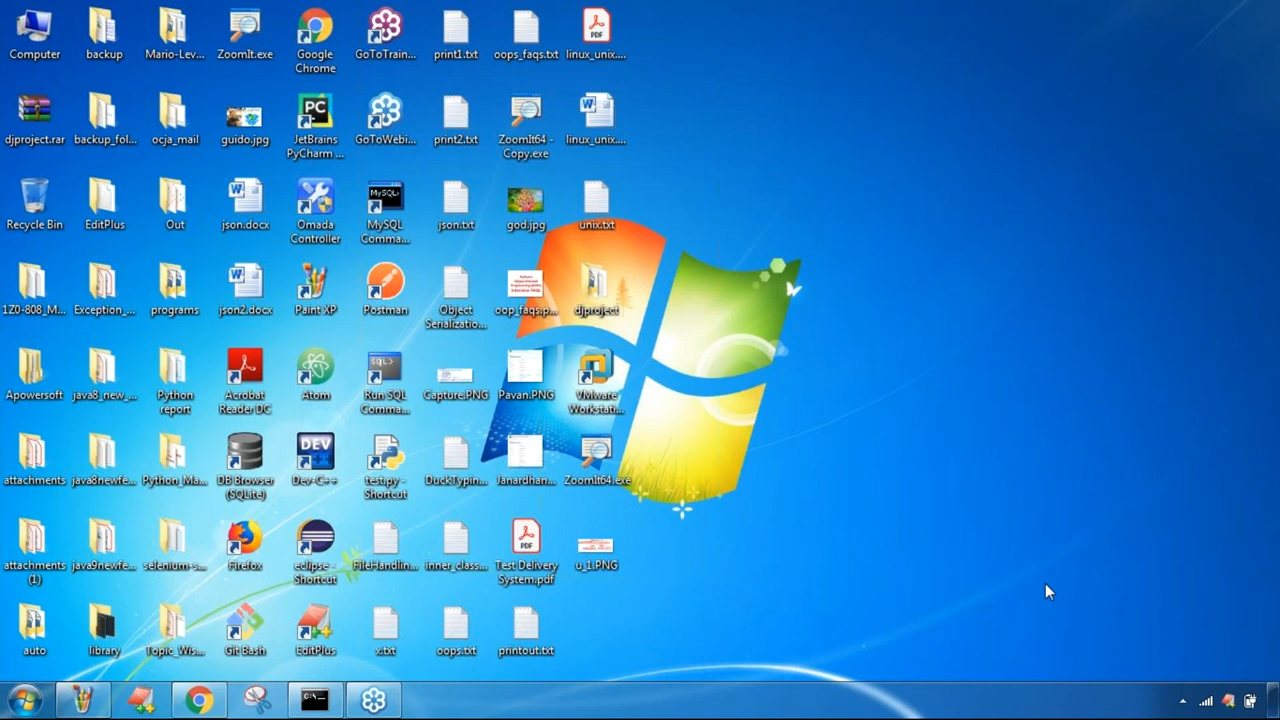 Computer
backup
Mario-Lev...
ZoomIt.exe
Google
Chrome
GoToTrain...
print1.txt
oops_faqs.txt
linux_unix....
djproject.rar
backup_fol...
ocja_mail
guido.jpg
JetBrains
PyCharm ...
GoToWebi...
print2.txt
ZoomIt64 -
Copy.exe
linux_unix....
Recycle Bin
EditPlus
Out
json.docx
Omada
Controller
MySQL
Comma...
json.txt
god.jpg
unix.txt
1Z0-808_M...
Exception_...
programs
json2.docx
Paint XP
Postman
Object
Serializatio...
oop_faqs.p...
djproject
Apowersoft
java8_new_...
Python
report
Acrobat
Reader DC
Atom
Run SQL
Comma...
Capture.PNG
Pavan.PNG
VMware
Workstati...
attachments
java8newfe...
Python_Ma...
DB Browser
(SQLite)
Dev-C++
test.py -
Shortcut
DuckTypin...
Janardhan...
ZoomIt64.exe
attachments
(1)
java9newfe...
selenium-s...
Firefox
eclipse -
Shortcut
FileHandlin...
inner_class...
Test Delivery
System.pdf
u_1.PNG
auto
library
Topic_Wis...
Git Bash
EditPlus
x.txt
oops.txt
printout.txt